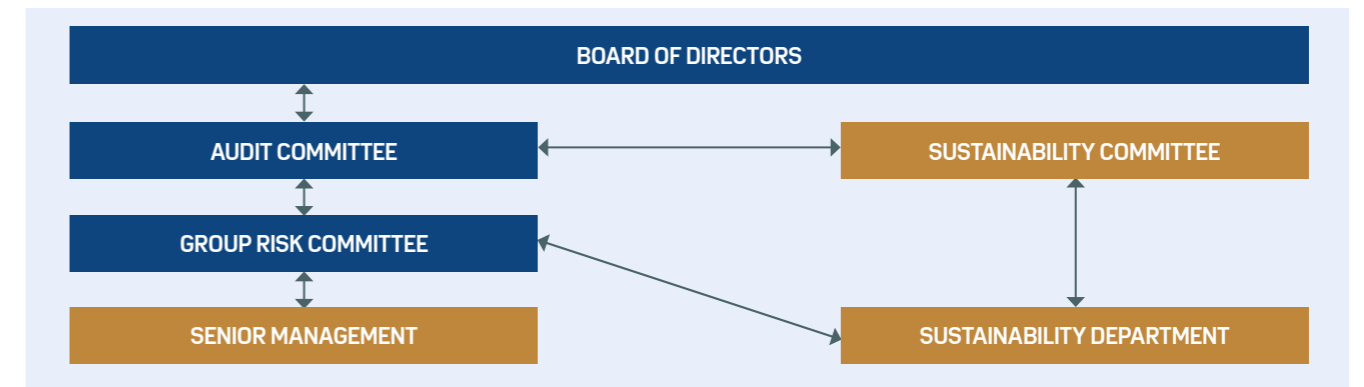 BOARD OF DIRECTORS
AUDIT COMMITTEE
SUSTAINABILITY COMMITTEE
GROUP RISK COMMITTEE
SENIOR MANAGEMENT
SUSTAINABILITY DEPARTMENT